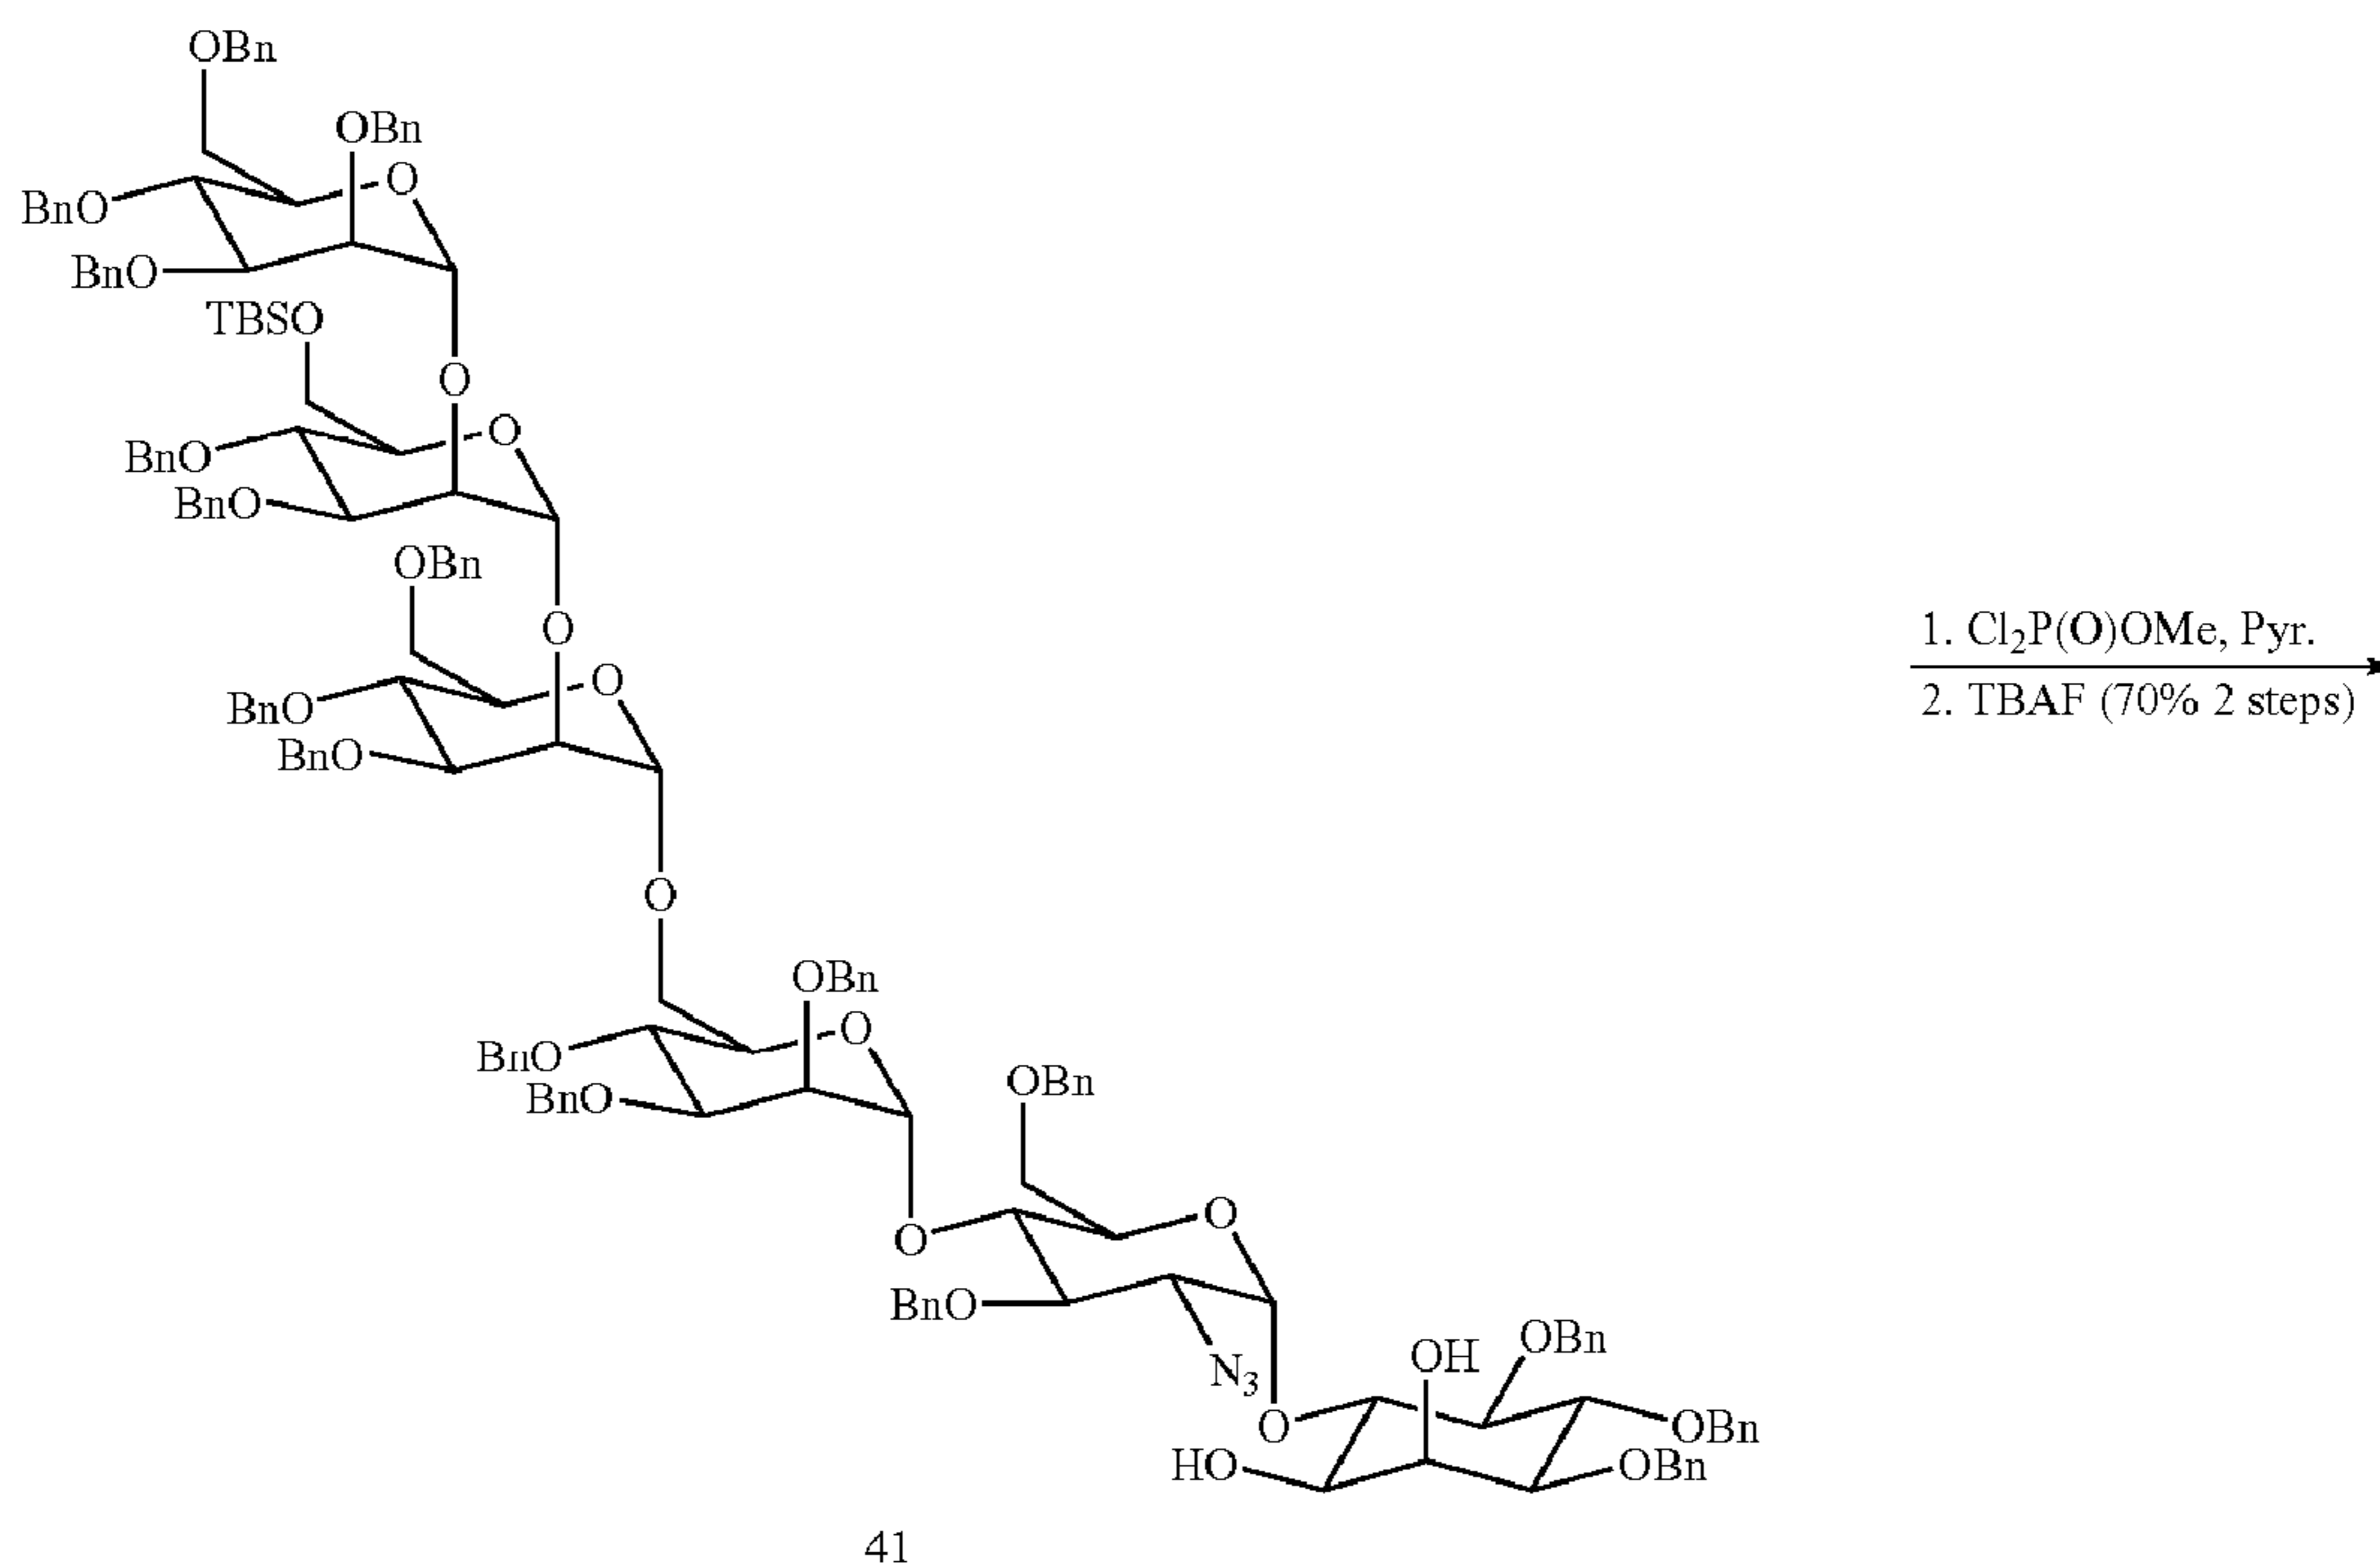 OBn
OBn
O
BnO
BnO
TBSO
O
O
BnO
BnO
OBn
O
O
BnO
BnO
1. Cl₂P(O)OMe, Pyr.
2. TBAF (70% 2 steps)
O
OBn
O
BnO
BnO
OBn
O
O
BnO
N₃
OH
OBn
O
OBn
HO
OBn
41